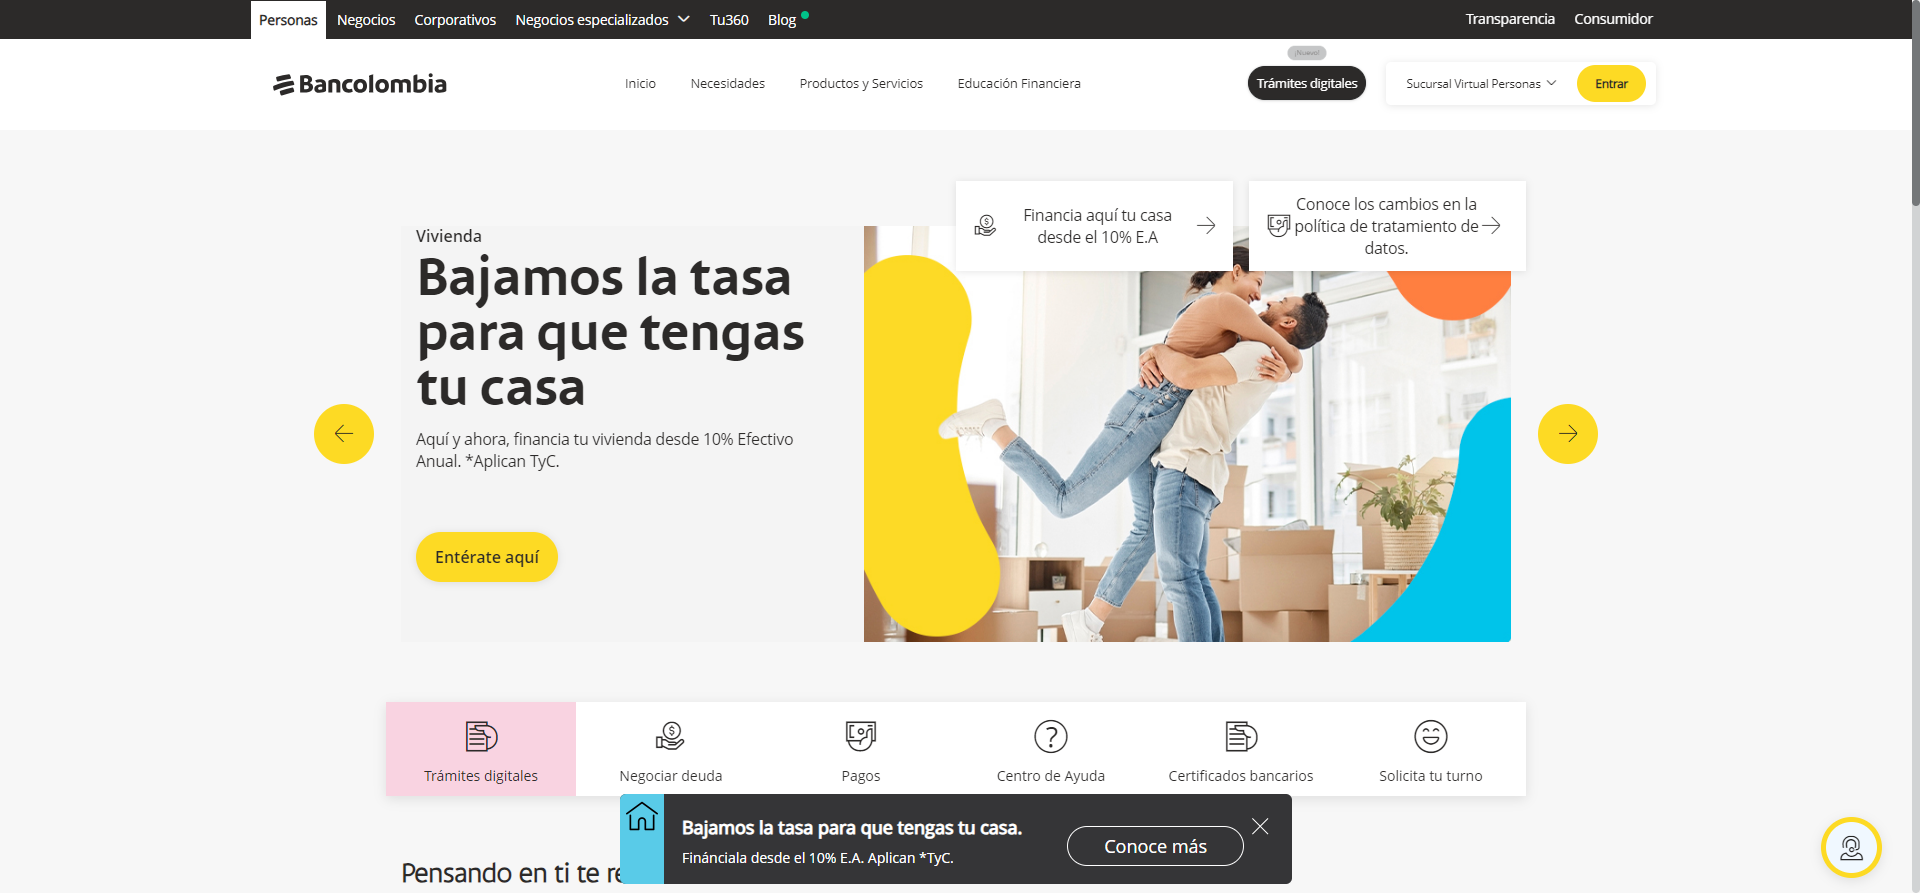 Personas
Negocios
Corporativos
Negocios especializados
Tu360
Blog
Transparencia
Consumidor
Bancolombia
Inicio
Necesidades
Productos y Servicios
Educación Financiera
¡Nuevo!
Trámites digitales
Sucursal Virtual Personas
Entrar
Financia aquí tu casa
desde el 10% E.A
Conoce los cambios en la
política de tratamiento de
datos.
Vivienda
Bajamos la tasa
para que tengas
tu casa
Aquí y ahora, financia tu vivienda desde 10% Efectivo
Anual. *Aplican TyC.
Entérate aquí
Trámites digitales
Negociar deuda
Pagos
Centro de Ayuda
Certificados bancarios
Solicita tu turno
Bajamos la tasa para que tengas tu casa.
Fináncialа desde el 10% E.A. Aplican *TyC.
Conoce más
Pensando en ti te